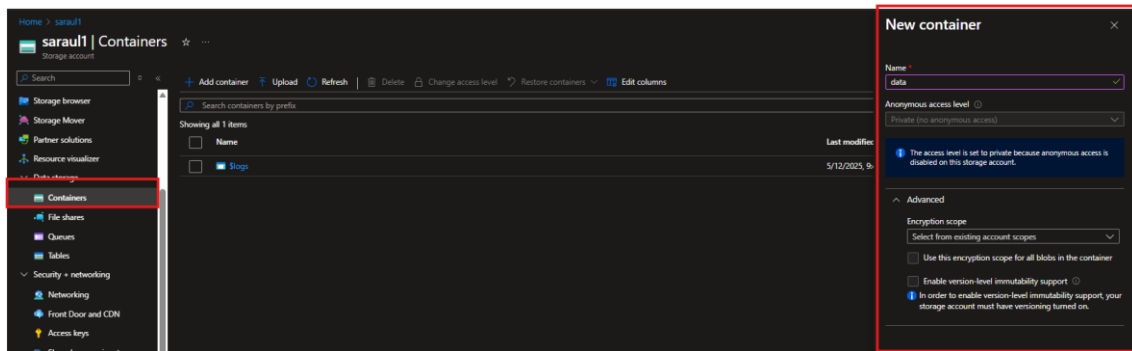 Home > saraul1
saraul1 | Containers
Storage account
Search
Add container
Upload
Refresh
Delete
Change access level
Restore containers
Edit columns
Storage browser
Storage Mover
Partner solutions
Resource visualizer
Data storage
Containers
File shares
Queues
Tables
Security + networking
Networking
Front Door and CDN
Access keys
Search containers by prefix
Showing all 1 items
Name
Last modified
$logs
5/12/2025, 9
New container
Name *
data
Anonymous access level
Private (no anonymous access)
The access level is set to private because anonymous access is
disabled on this storage account.
Advanced
Encryption scope
Select from existing account scopes
Use this encryption scope for all blobs in the container
Enable version-level immutability support
In order to enable version-level immutability support, your
storage account must have versioning turned on.